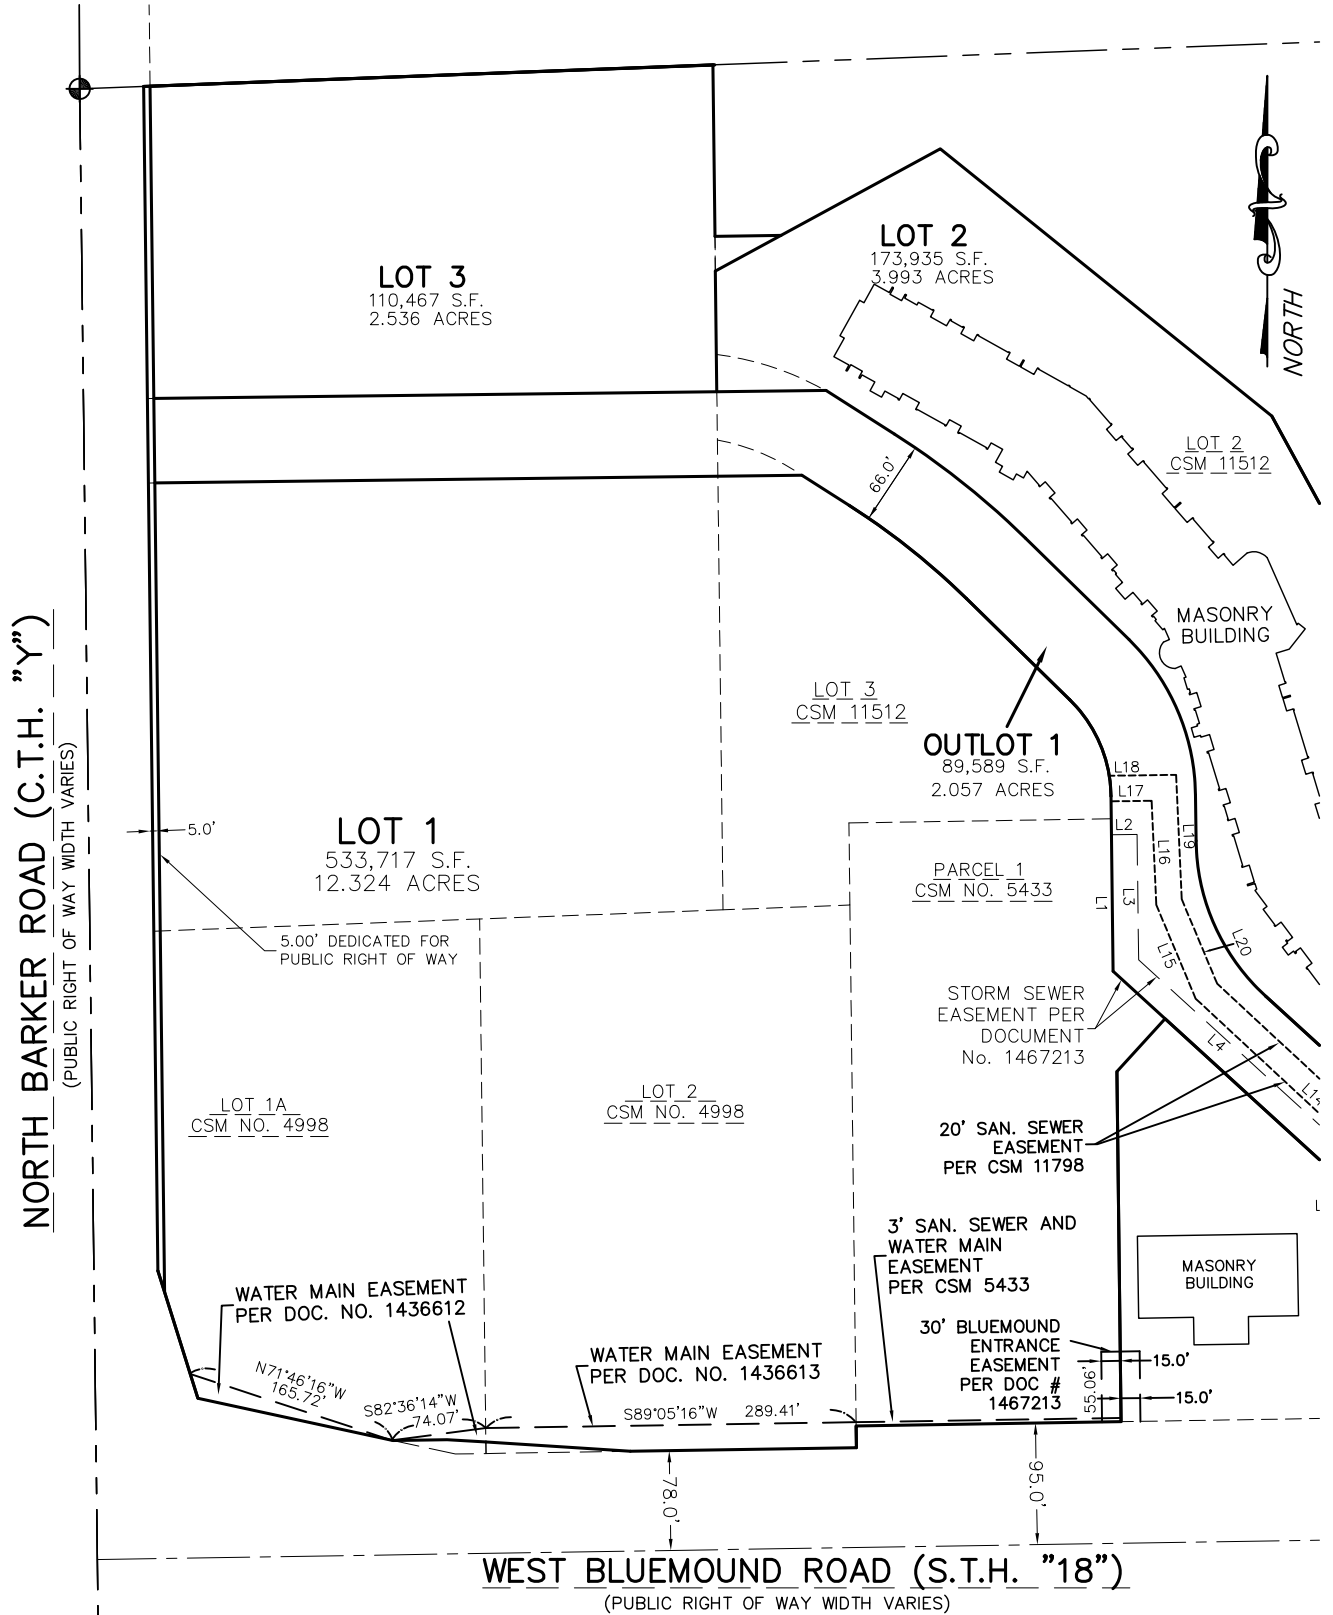 LOT 2
173,935 S.F.
3.993 ACRES
LOT 3
110,467 S.F.
2.536 ACRES
NORTH
LOT 2
CSM 11512
66.0'
MASONRY
BUILDING
LOT 3
CSM 11512
OUTLOT 1
89,589 S.F.
2.057 ACRES
L18
L17
L2
L16
L19
L1
L3
L15
L20
L4
L14
LOT 1
533,717 S.F.
12.324 ACRES
5.0'
PARCEL 1
CSM NO. 5433
5.00' DEDICATED FOR
PUBLIC RIGHT OF WAY
STORM SEWER
EASEMENT PER
DOCUMENT
No. 1467213
NORTH BARKER ROAD (C.T.H. "Y")
(PUBLIC RIGHT OF WAY WIDTH VARIES)
LOT 1A
CSM NO. 4998
LOT 2
CSM NO. 4998
20' SAN. SEWER
EASEMENT
PER CSM 11798
3' SAN. SEWER AND
WATER MAIN
EASEMENT
PER CSM 5433
MASONRY
BUILDING
WATER MAIN EASEMENT
PER DOC. NO. 1436612
30' BLUEMOUND
ENTRANCE
EASEMENT
PER DOC #
1467213
15.0'
15.0'
55.06'
WATER MAIN EASEMENT
PER DOC. NO. 1436613
N71°46'16"W
165.72'
S82°36'14"W
74.07'
S89°05'16"W 289.41'
78.0'
95.0'
WEST BLUEMOUND ROAD (S.T.H. "18")
(PUBLIC RIGHT OF WAY WIDTH VARIES)